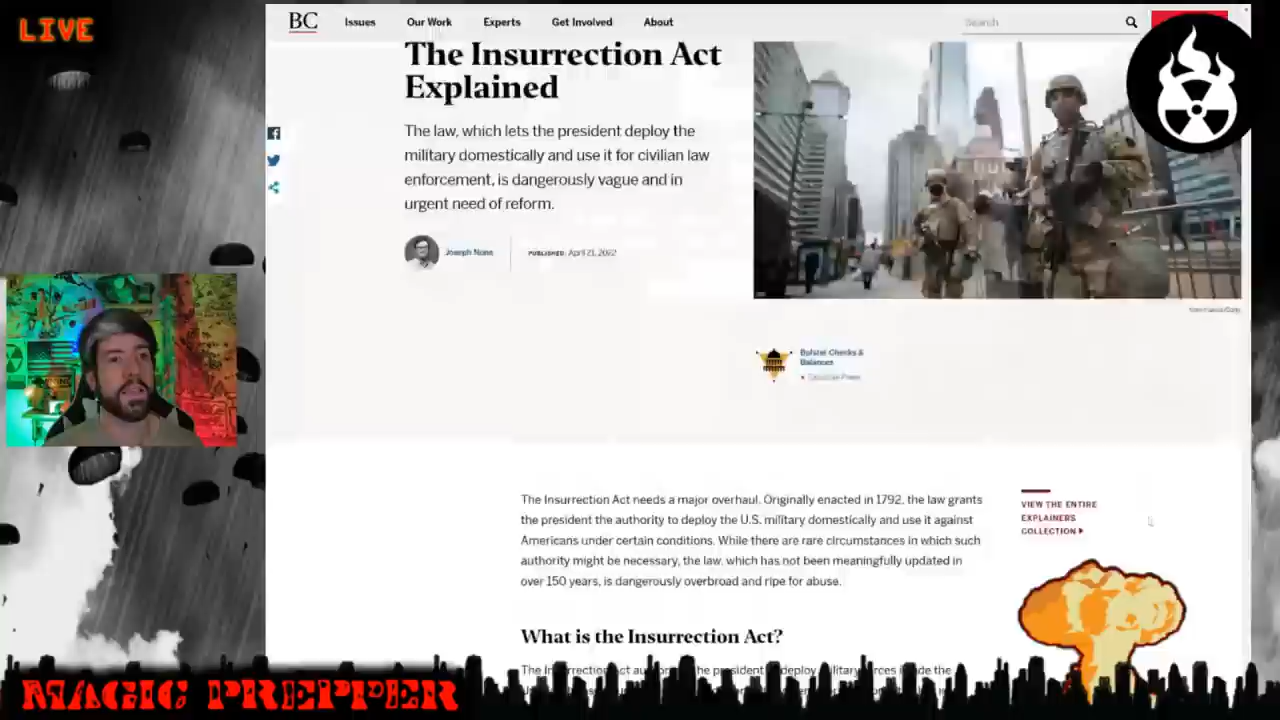 LIVE
BC
Issues
Our Work
Experts
Get Involved
About
Search
The Insurrection Act
Explained
The law, which lets the president deploy the
military domestically and use it for civilian law
enforcement, is dangerously vague and in
urgent need of reform.
Joseph Nunn
PUBLISHED: April 21, 2022
Bolster Checks &
Balances
The Insurrection Act needs a major overhaul. Originally enacted in 1792, the law grants
the president the authority to deploy the U.S. military domestically and use it against
Americans under certain conditions. While there are rare circumstances in which such
authority might be necessary, the law, which has not been meaningfully updated in
over 150 years, is dangerously overbroad and ripe for abuse.
VIEW THE ENTIRE
EXPLAINERS
COLLECTION
What is the Insurrection Act?
MAGIC PREPPER